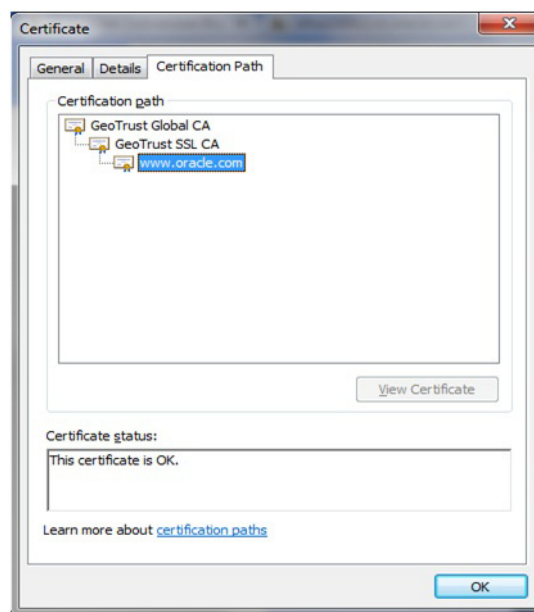 Certificate
General Details Certification Path
Certification path
GeoTrust Global CA
GeoTrust SSL CA
www.oracle.com
View Certificate
Certificate status:
This certificate is OK.
Learn more about certification paths
OK